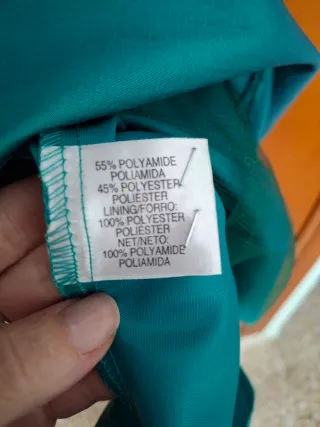 55% POLYAMIDE
POLIAMIDA
45% POLYESTER
POLIESTER
LINING/FORRO:
100% POLYESTER
POLIESTER
NET/NETO:
100% POLYAMIDE
POLIAMIDA